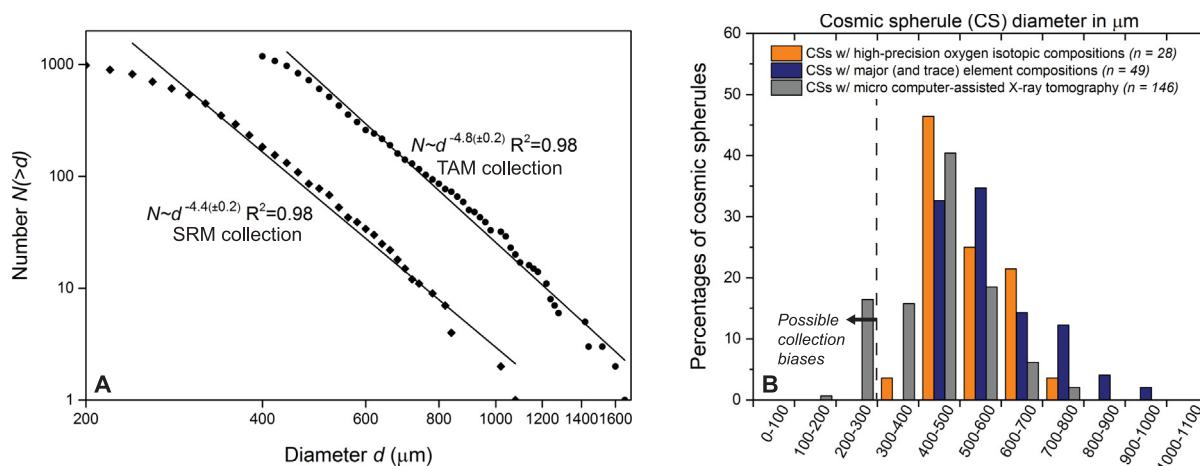 1000
100
10
1
Number N(>d)
N~d-4.8(±0.2) R2=0.98
TAM collection
N~d-4.4(±0.2) R2=0.98
SRM collection
A
200
400
600
800
1000
1200
1400
1600
Diameter d (μm)
Cosmic spherule (CS) diameter in μm
60
50
40
30
20
10
0
Percentages of cosmic spherules
CSs w/ high-precision oxygen isotopic compositions (n = 28)
CSs w/ major (and trace) element compositions (n = 49)
CSs w/ micro computer-assisted X-ray tomography (n = 146)
Possible
collection
biases
B
0-100
100-200
200-300
300-400
400-500
500-600
600-700
700-800
800-900
900-1000
1000-1100